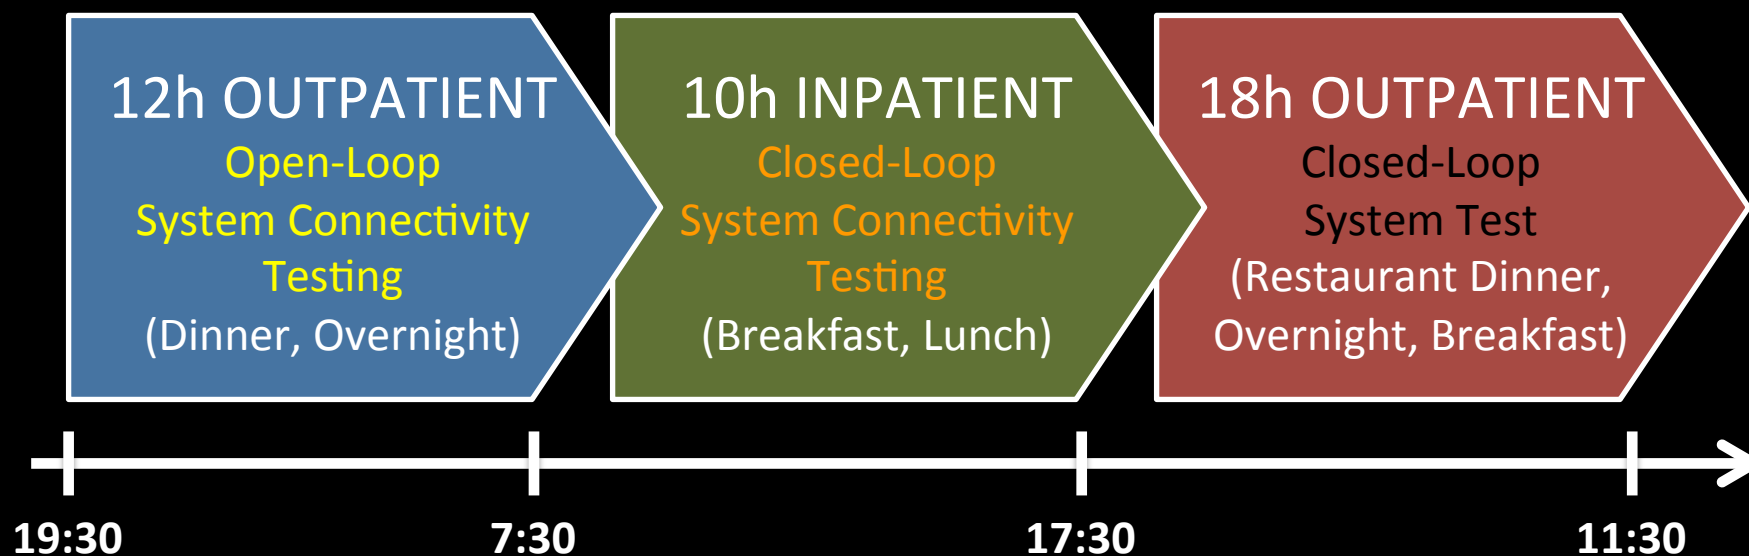 12h OUTPATIENT
Open-Loop
System Connectivity
Testing
(Dinner, Overnight)
10h INPATIENT
Closed-Loop
System Connectivity
Testing
(Breakfast, Lunch)
18h OUTPATIENT
Closed-Loop
System Test
(Restaurant Dinner,
Overnight, Breakfast)
19:30
7:30
17:30
11:30